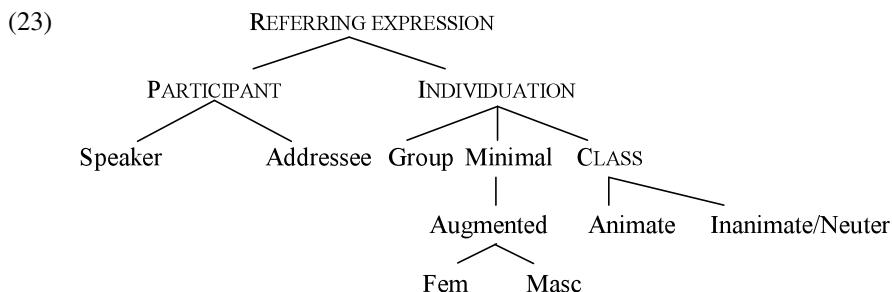 (23) REFERRING EXPRESSION
PARTICIPANT INDIVIDUATION
Speaker Addressee Group Minimal CLASS
Augmented Animate Inanimate/Neuter
Fem Masc